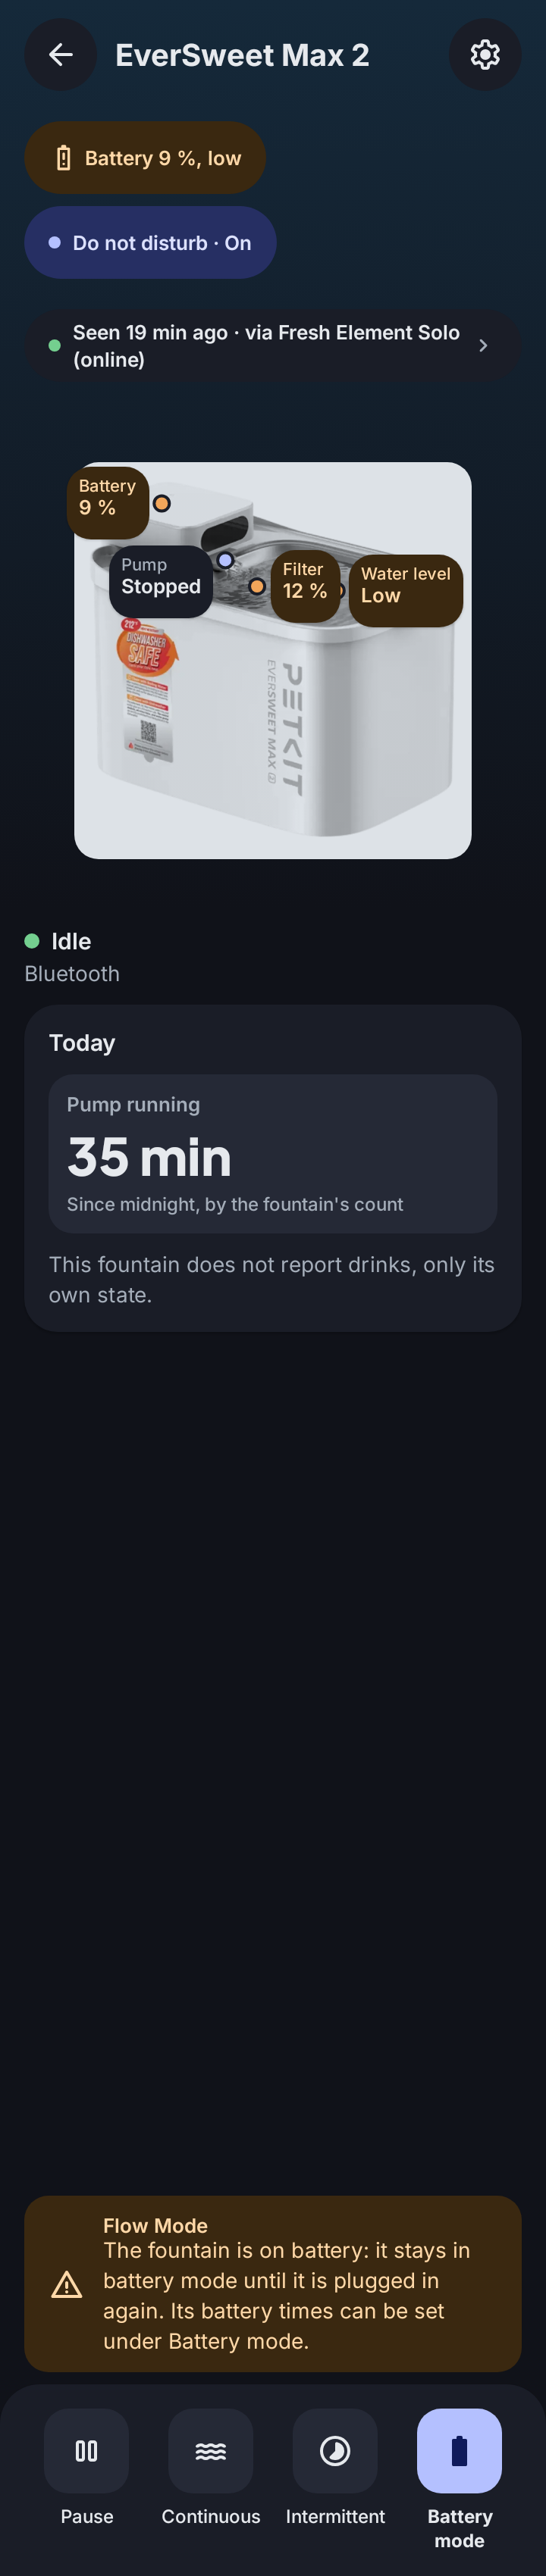 EverSweet Max 2
Battery 9 %, low
Do not disturb · On
Seen 19 min ago · via Fresh Element Solo
(online)
Battery
9 %
Pump
Stopped
Filter
12 %
Water level
Low
212°
DISHWASHER
SAFE
PETKIT
EVERSWEET MAX
Idle
Bluetooth
Today
Pump running
35 min
Since midnight, by the fountain's count
This fountain does not report drinks, only its
own state.
Flow Mode
The fountain is on battery: it stays in
battery mode until it is plugged in
again. Its battery times can be set
under Battery mode.
Pause
Continuous
Intermittent
Battery
mode